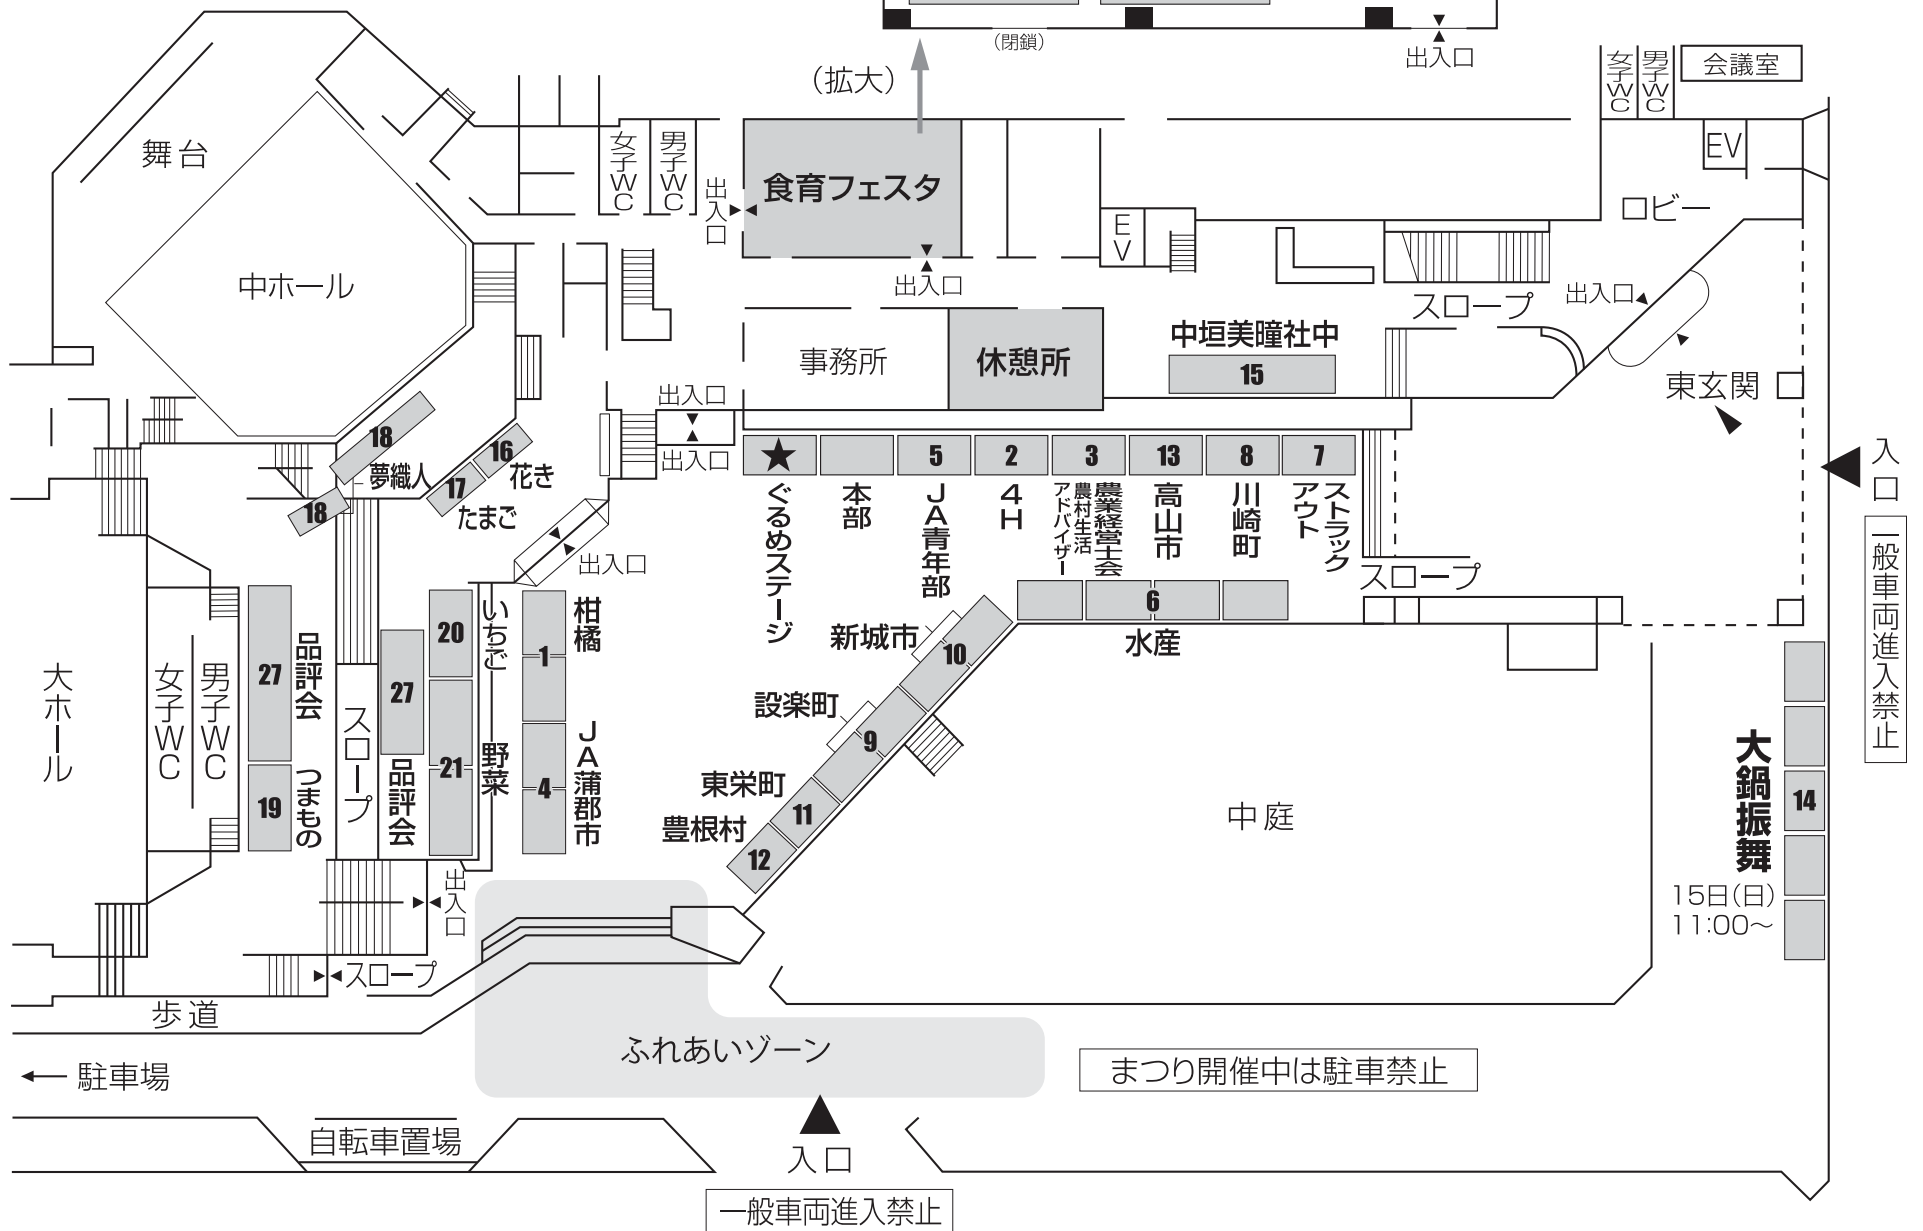 (閉鎖)
出入口
(拡大)
女子WC
男子WC
会議室
EV
舞台
女子WC
男子WC
出入口
食育フェスタ
ロビー
EV
出入口
中ホール
スロープ
出入口
中垣美瞳社中
15
事務所
休憩所
東玄関
出入口
出入口
18
夢織人
18
16
花き
17
たまご
出入口
★
ぐるめステージ
本部
5
JA青年部
2
4H
3
農業経営士会
農村生活
アドバイザー
13
高山市
8
川崎町
7
ストラック
アウト
入口
一般車両進入禁止
スロープ
6
水産
新城市
10
設楽町
9
東栄町
11
豊根村
12
柑橘
1
JA蒲郡市
4
いちご
20
野菜
21
27
品評会
27
品評会
19
つまもの
スロープ
大ホール
女子WC
男子WC
中庭
大鍋振舞
14
15日(日)
11:00〜
出入口
スロープ
歩道
ふれあいゾーン
まつり開催中は駐車禁止
← 駐車場
自転車置場
入口
一般車両進入禁止